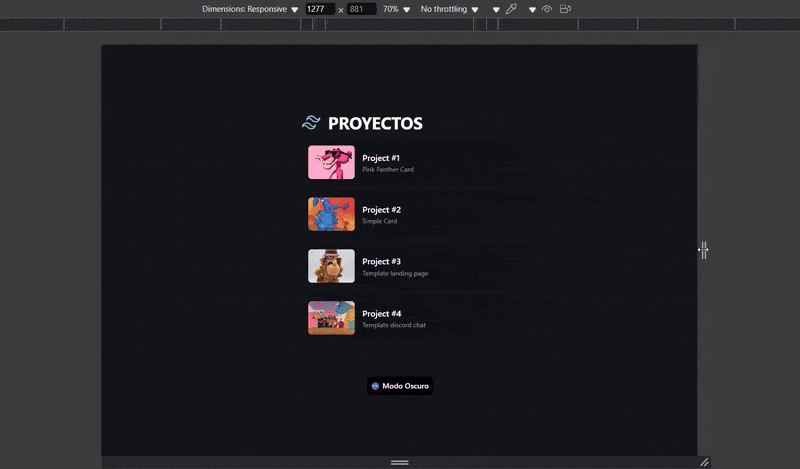 Dimensions: Responsive 1277 × 881 70% No throttling
PROYECTOS
Project #1
Pink Panther Card
Project #2
Simple Card
Project #3
Template landing page
Project #4
Template discord chat
Modo Oscuro